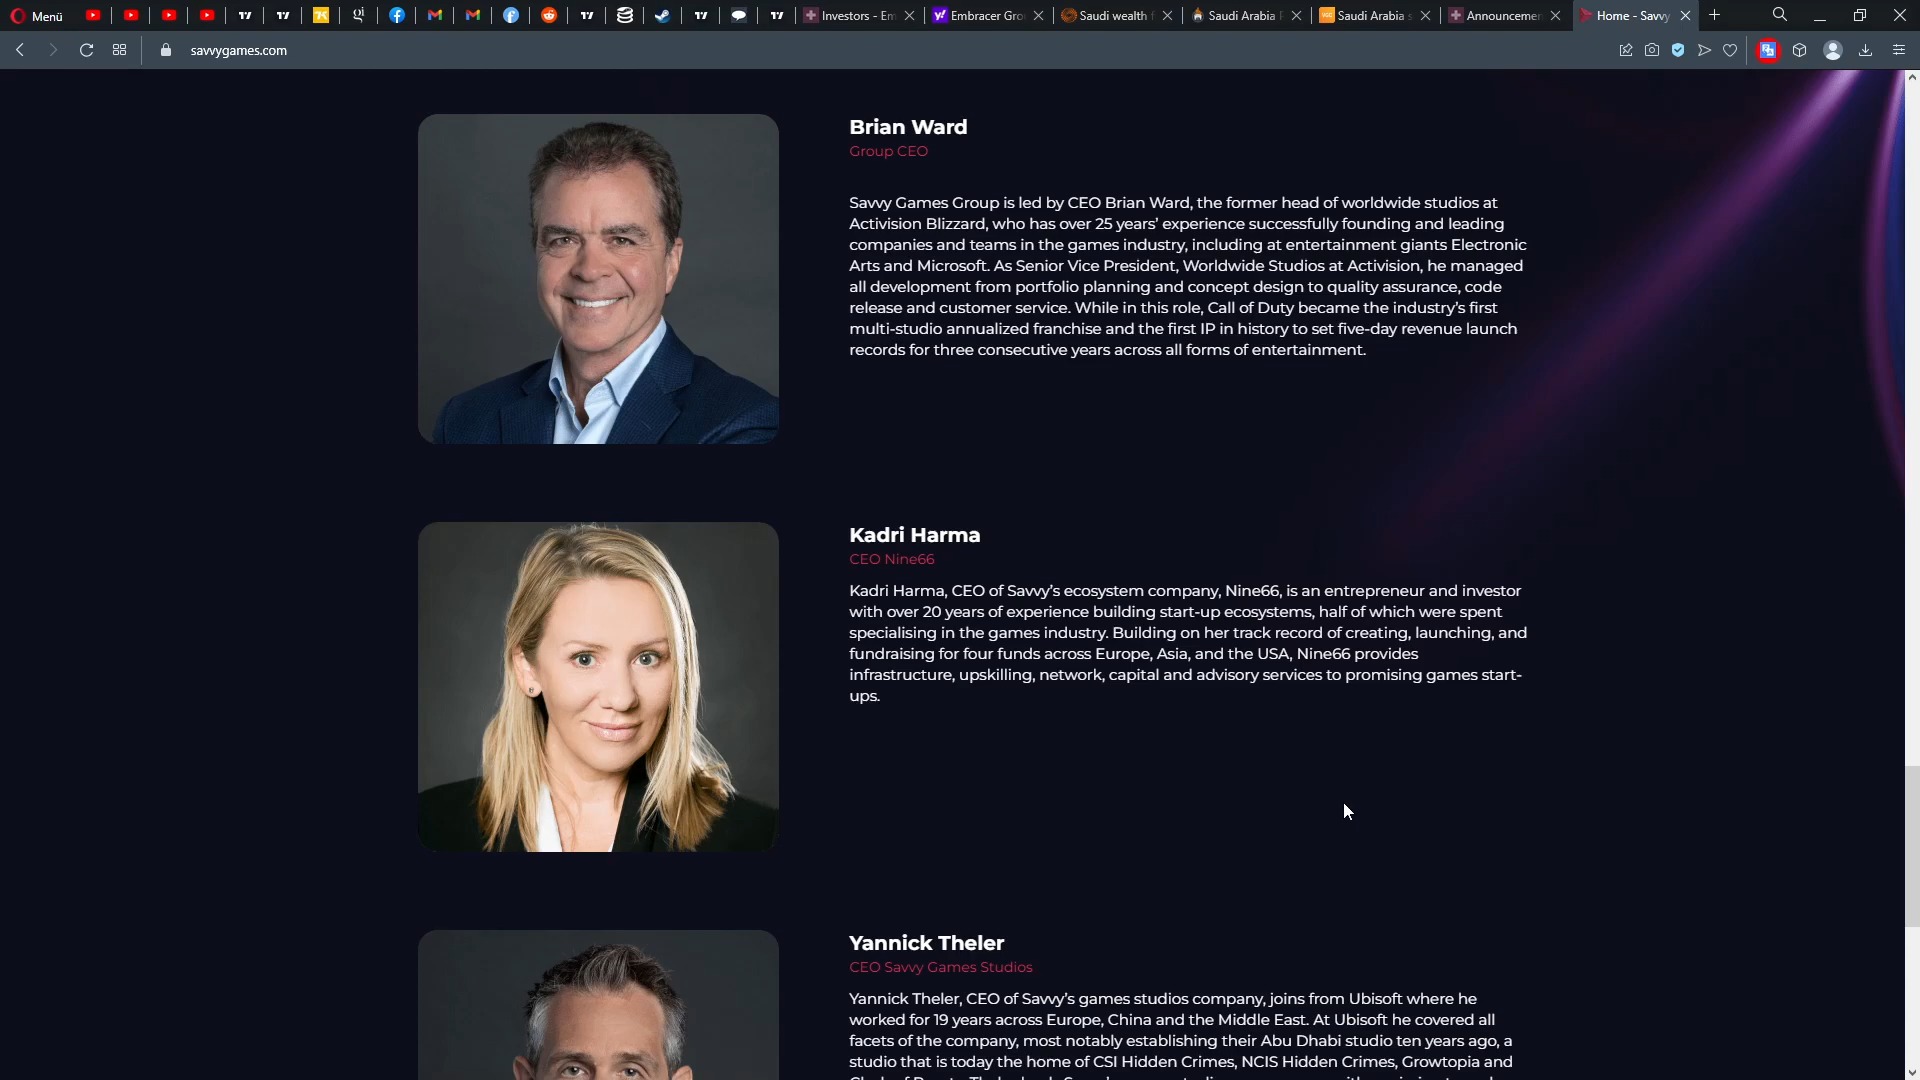 Menü
Investors - Em
Embracer Gro
Saudi wealth f
Saudi Arabia P
Saudi Arabia s
Announcemen
Home - Savvy
savvygames.com
Brian Ward
Group CEO
Savvy Games Group is led by CEO Brian Ward, the former head of worldwide studios at
Activision Blizzard, who has over 25 years' experience successfully founding and leading
companies and teams in the games industry, including at entertainment giants Electronic
Arts and Microsoft. As Senior Vice President, Worldwide Studios at Activision, he managed
all development from portfolio planning and concept design to quality assurance, code
release and customer service. While in this role, Call of Duty became the industry's first
multi-studio annualized franchise and the first IP in history to set five-day revenue launch
records for three consecutive years across all forms of entertainment.
Kadri Harma
CEO Nine66
Kadri Harma, CEO of Savvy's ecosystem company, Nine66, is an entrepreneur and investor
with over 20 years of experience building start-up ecosystems, half of which were spent
specialising in the games industry. Building on her track record of creating, launching, and
fundraising for four funds across Europe, Asia, and the USA, Nine66 provides
infrastructure, upskilling, network, capital and advisory services to promising games start-
ups.
Yannick Theler
CEO Savvy Games Studios
Yannick Theler, CEO of Savvy's games studios company, joins from Ubisoft where he
worked for 19 years across Europe, China and the Middle East. At Ubisoft he covered all
facets of the company, most notably establishing their Abu Dhabi studio ten years ago, a
studio that is today the home of CSI Hidden Crimes, NCIS Hidden Crimes, Growtopia and